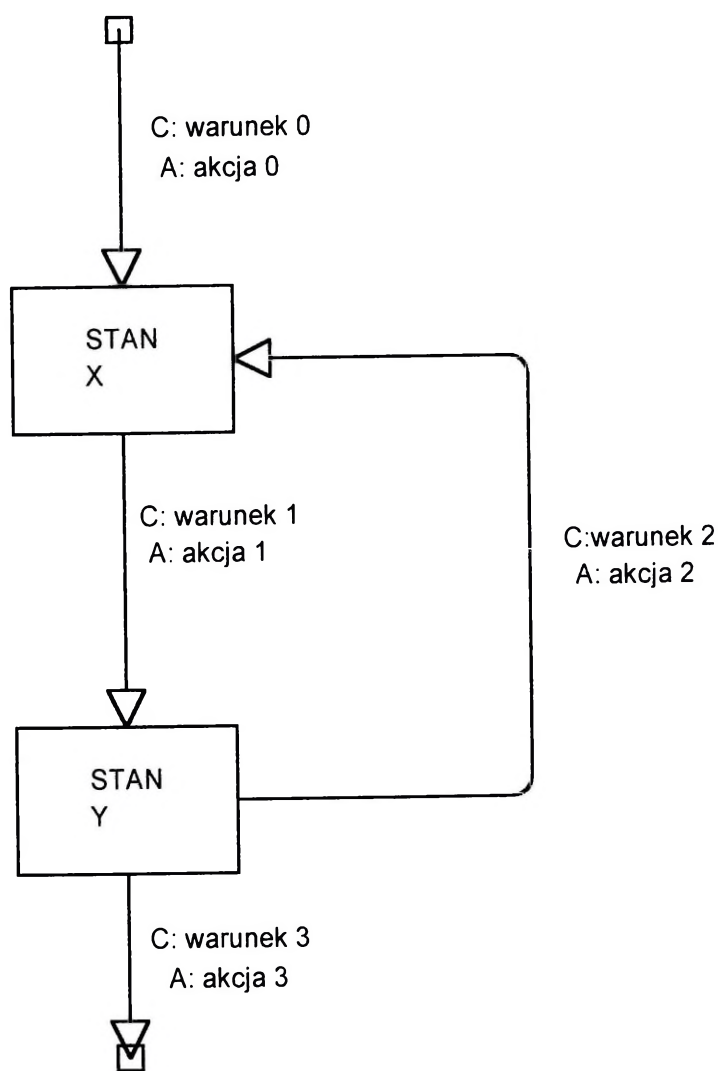 C: warunek 0
A: akcja 0
STAN
X
C: warunek 1
A: akcja 1
C:warunek 2
A: akcja 2
STAN
Y
C: warunek 3
A: akcja 3